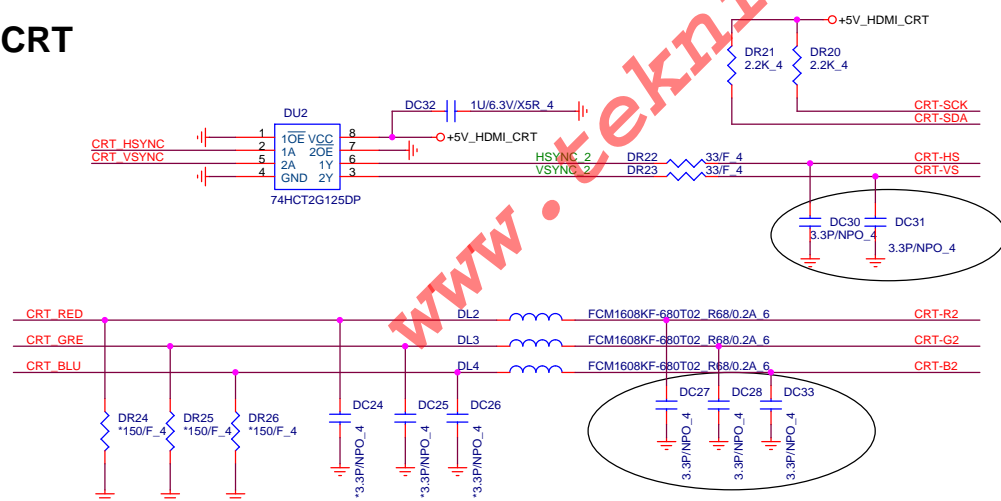 CRT
+5V_HDMI_CRT
DR21
2.2K_4
DR20
2.2K_4
DC32
1U/6.3V/X5R_4
DU2
CRT-SCK
CRT-SDA
+5V_HDMI_CRT
CRT_HSYNC
CRT_VSYNC
1 1OE VCC 8
2 1A 2OE 7
5 2A 1Y 6
4 GND 2Y 3
74HCT2G125DP
HSYNC_2 DR22 33/F_4 CRT-HS
VSYNC_2 DR23 33/F_4 CRT-VS
DC30
3.3P/NPO_4
DC31
3.3P/NPO_4
CRT_RED DL2 FCM1608KF-680T02_R68/0.2A_6 CRT-R2
CRT_GRE DL3 FCM1608KF-680T02_R68/0.2A_6 CRT-G2
CRT_BLU DL4 FCM1608KF-680T02_R68/0.2A_6 CRT-B2
DR24
*150/F_4
DR25
*150/F_4
DR26
*150/F_4
DC24
*3.3P/NPO_4
DC25
*3.3P/NPO_4
DC26
*3.3P/NPO_4
DC27
3.3P/NPO_4
DC28
3.3P/NPO_4
DC33
3.3P/NPO_4
www.tekni